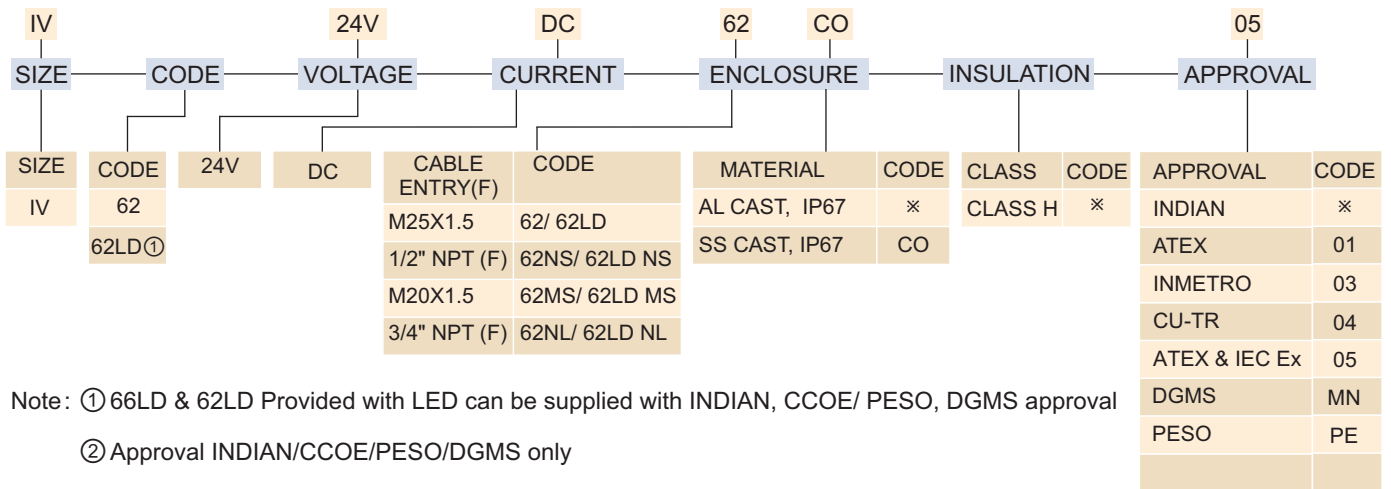 IV 24V DC 62 CO 05
SIZE CODE VOLTAGE CURRENT ENCLOSURE INSULATION APPROVAL
SIZE
IV
CODE
62
62LD①
24V
DC
CABLE ENTRY(F) CODE
M25X1.5 62/ 62LD
1/2" NPT (F) 62NS/ 62LD NS
M20X1.5 62MS/ 62LD MS
3/4" NPT (F) 62NL/ 62LD NL
MATERIAL CODE
AL CAST, IP67 ※
SS CAST, IP67 CO
CLASS CODE
CLASS H ※
APPROVAL CODE
INDIAN ※
ATEX 01
INMETRO 03
CU-TR 04
ATEX & IEC Ex 05
DGMS MN
PESO PE
Note: ① 66LD & 62LD Provided with LED can be supplied with INDIAN, CCOE/ PESO, DGMS approval
② Approval INDIAN/CCOE/PESO/DGMS only